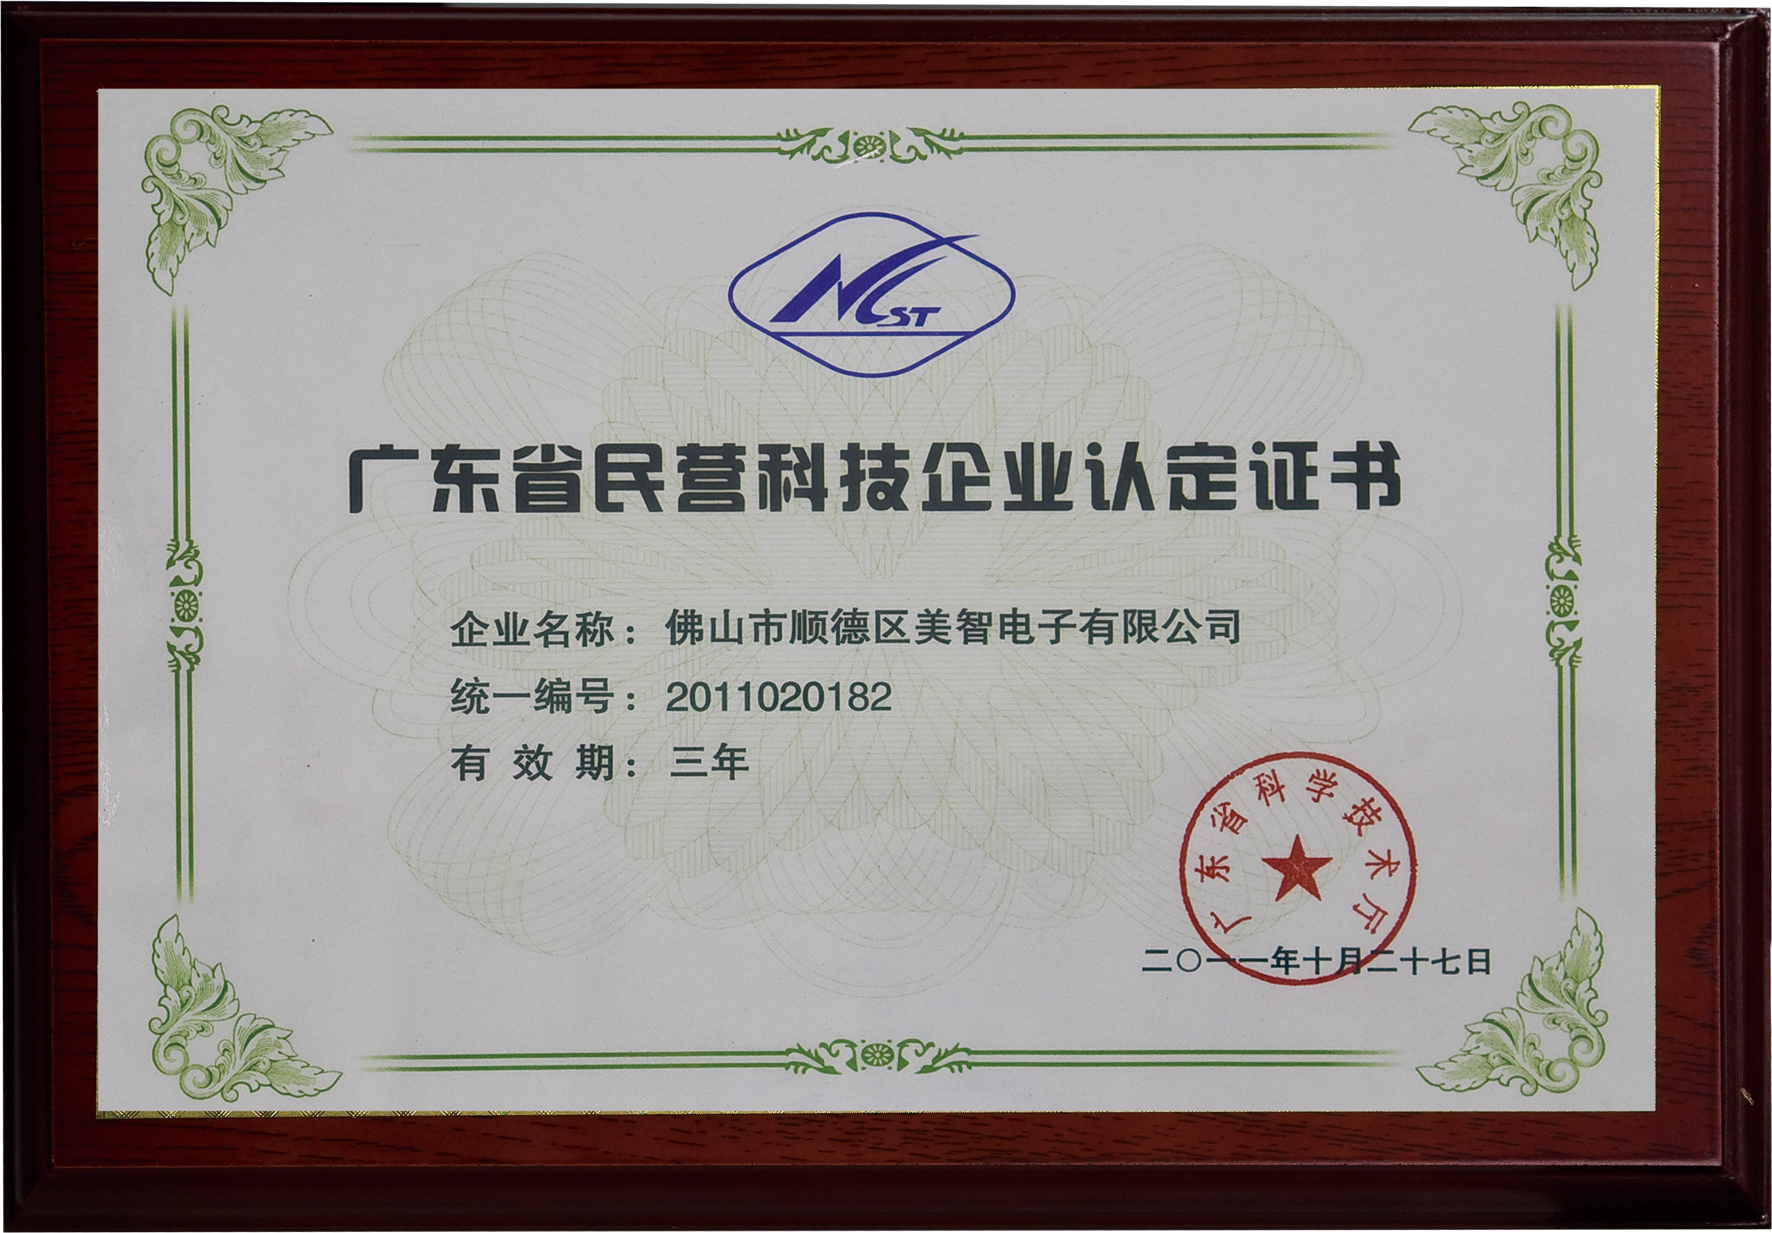 NCST
广东省民营科技企业认定证书
企业名称：佛山市顺德区美智电子有限公司
统一编号：2011020182
有 效 期：三年
广东省科学技术厅
二〇一一年十月二十七日